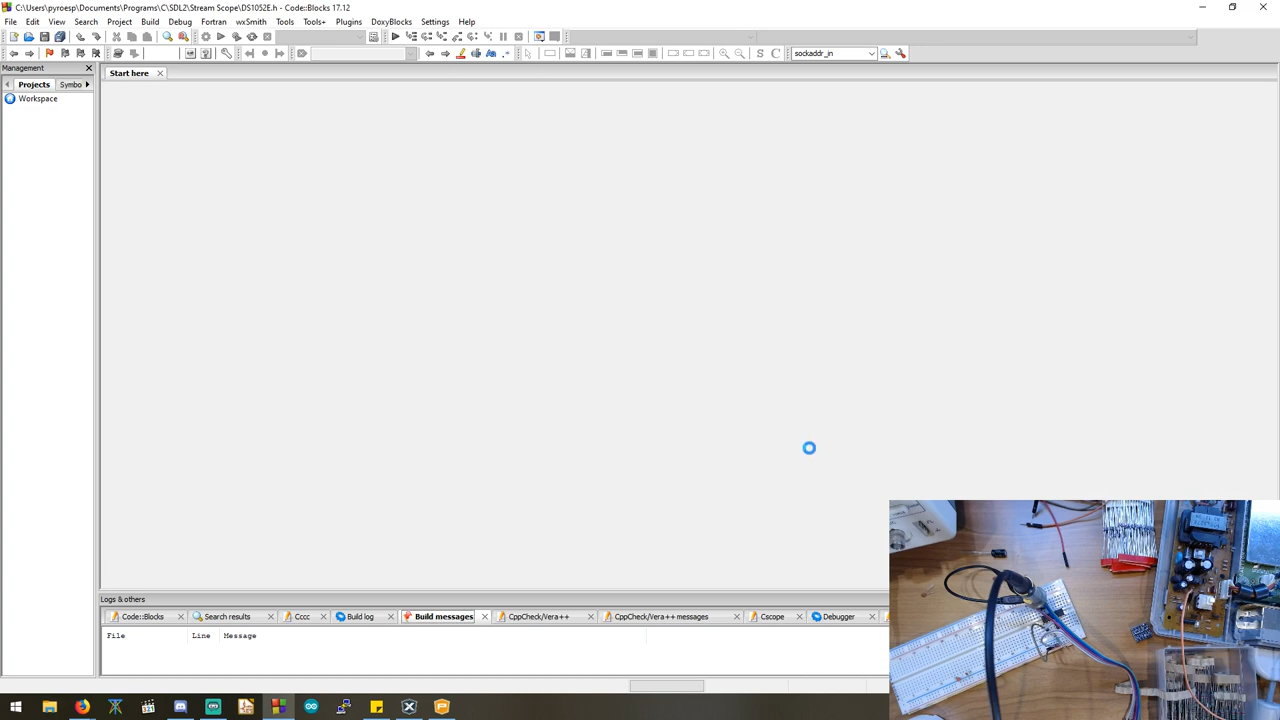 C:\Users\pyroesp\Documents\Programs\C\SDL2\Stream Scope\DS1052E.h - Code::Blocks 17.12
File Edit View Search Project Build Debug Fortran wxSmith Tools Tools+ Plugins DoxyBlocks Settings Help
sockaddr_in
Management
Start here
Projects Symbo
Workspace
Logs & others
Code::Blocks Search results Cccc Build log Build messages CppCheck/Vera++ CppCheck/Vera++ messages Cscope Debugger
File Line Message